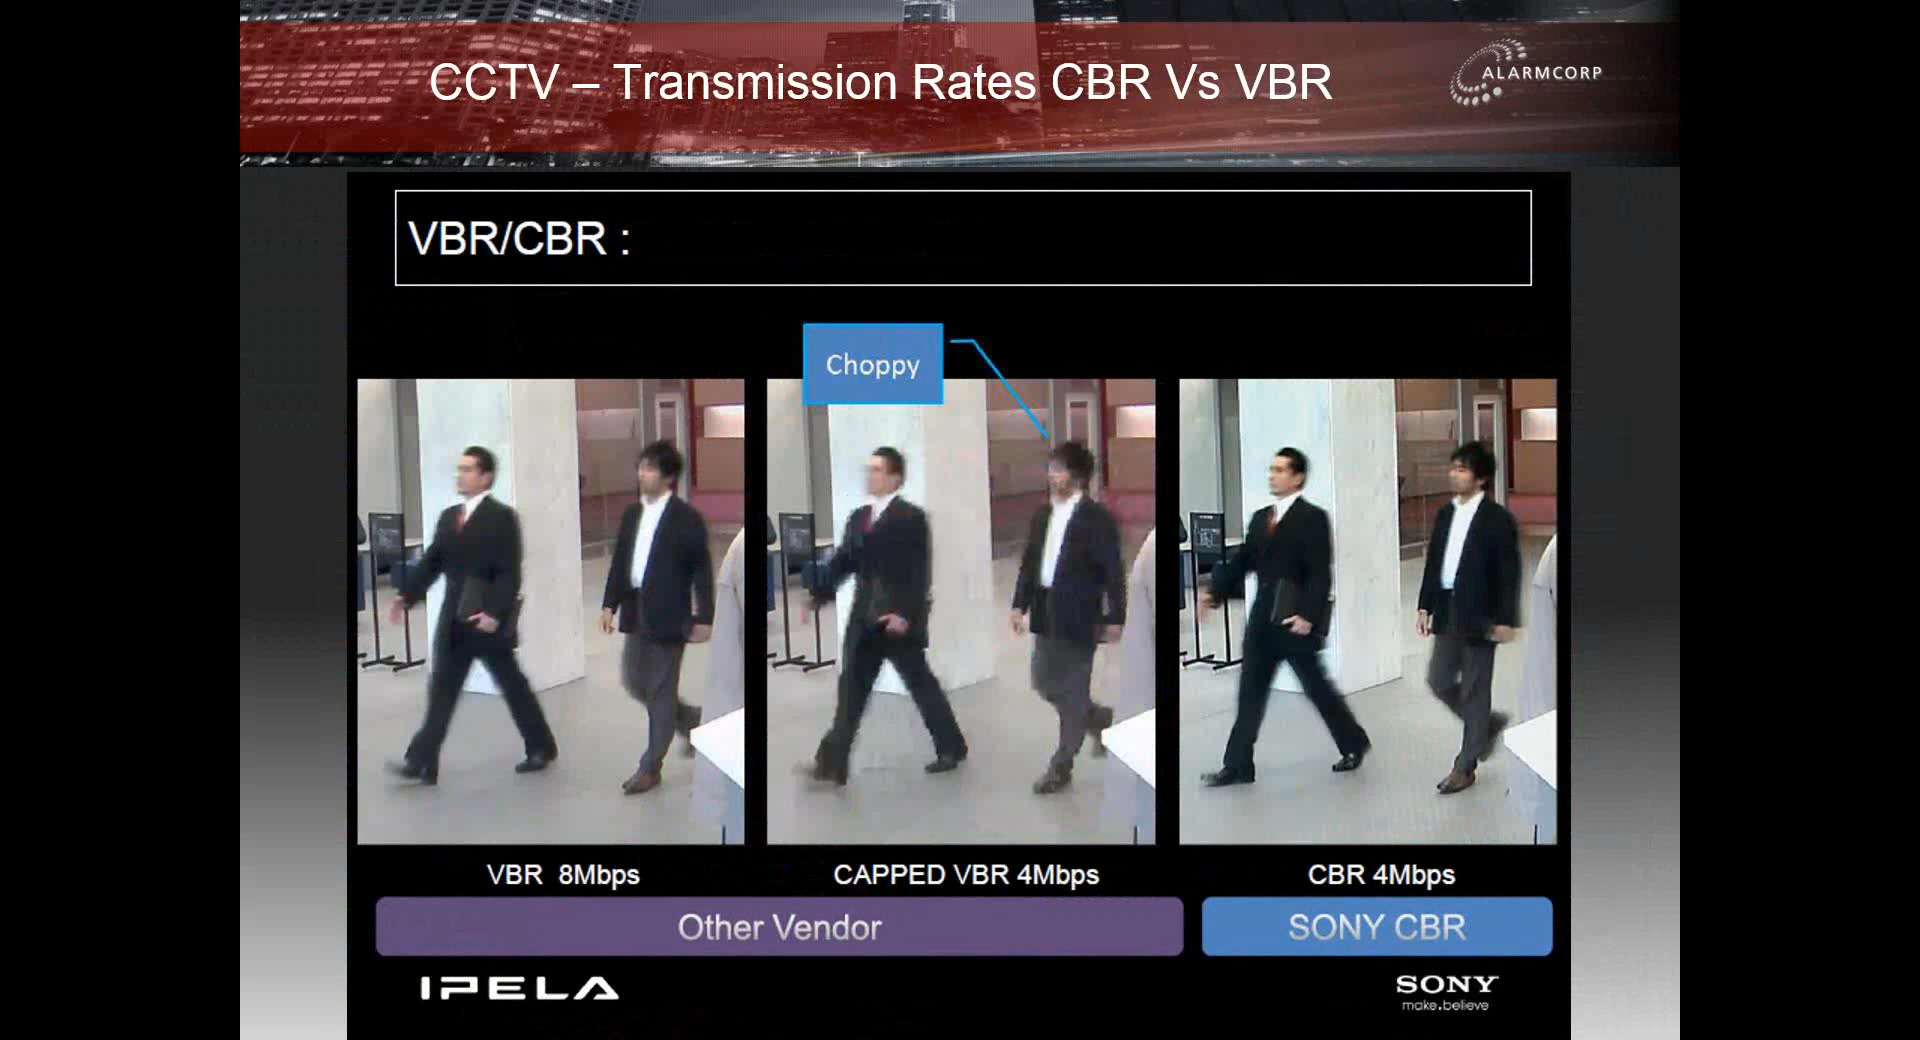 CCTV – Transmission Rates CBR Vs VBR
ALARMCORP
VBR/CBR :
Choppy
VBR 8Mbps
CAPPED VBR 4Mbps
CBR 4Mbps
Other Vendor
SONY CBR
IPELA
SONY
make.believe